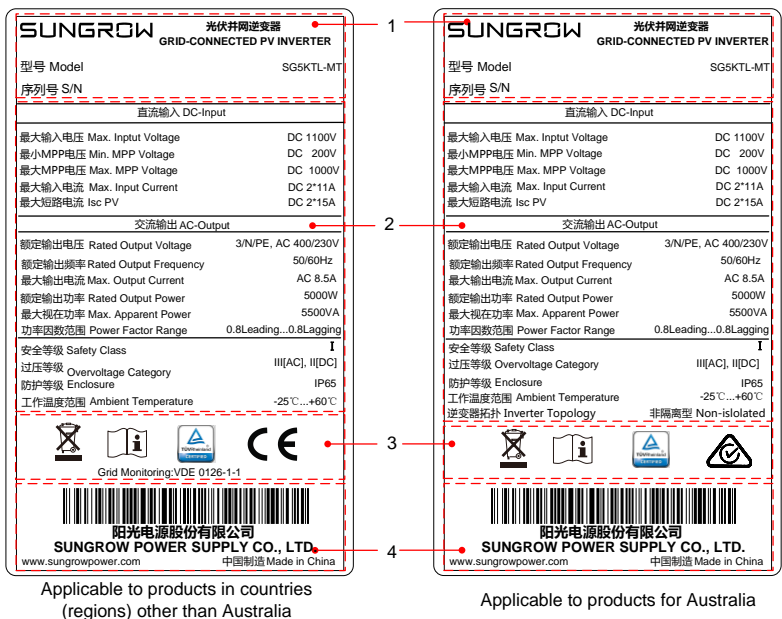 SUNGROW
光伏并网逆变器
GRID-CONNECTED PV INVERTER
型号 Model SG5KTL-MT
序列号 S/N
直流输入 DC-Input
最大输入电压 Max. Intput Voltage DC 1100V
最小MPP电压 Min. MPP Voltage DC 200V
最大MPP电压 Max. MPP Voltage DC 1000V
最大输入电流 Max. Input Current DC 2*11A
最大短路电流 Isc PV DC 2*15A
交流输出 AC-Output
额定输出电压 Rated Output Voltage 3/N/PE, AC 400/230V
额定输出频率 Rated Output Frequency 50/60Hz
最大输出电流 Max. Output Current AC 8.5A
额定输出功率 Rated Output Power 5000W
最大视在功率 Max. Apparent Power 5500VA
功率因数范围 Power Factor Range 0.8Leading...0.8Lagging
安全等级 Safety Class I
过压等级 Overvoltage Category III[AC], II[DC]
防护等级 Enclosure IP65
工作温度范围 Ambient Temperature -25℃...+60℃
i
TÜVRheinland
CERTIFIED
CE
Grid Monitoring:VDE 0126-1-1
阳光电源股份有限公司
SUNGROW POWER SUPPLY CO., LTD.
www.sungrowpower.com 中国制造 Made in China
Applicable to products in countries
(regions) other than Australia
1
2
3
4
SUNGROW
光伏并网逆变器
GRID-CONNECTED PV INVERTER
型号 Model SG5KTL-MT
序列号 S/N
直流输入 DC-Input
最大输入电压 Max. Intput Voltage DC 1100V
最小MPP电压 Min. MPP Voltage DC 200V
最大MPP电压 Max. MPP Voltage DC 1000V
最大输入电流 Max. Input Current DC 2*11A
最大短路电流 Isc PV DC 2*15A
交流输出 AC-Output
额定输出电压 Rated Output Voltage 3/N/PE, AC 400/230V
额定输出频率 Rated Output Frequency 50/60Hz
最大输出电流 Max. Output Current AC 8.5A
额定输出功率 Rated Output Power 5000W
最大视在功率 Max. Apparent Power 5500VA
功率因数范围 Power Factor Range 0.8Leading...0.8Lagging
安全等级 Safety Class I
过压等级 Overvoltage Category III[AC], II[DC]
防护等级 Enclosure IP65
工作温度范围 Ambient Temperature -25℃...+60℃
逆变器拓扑 Inverter Topology 非隔离型 Non-islolated
i
TÜVRheinland
CERTIFIED
阳光电源股份有限公司
SUNGROW POWER SUPPLY CO., LTD.
www.sungrowpower.com 中国制造 Made in China
Applicable to products for Australia